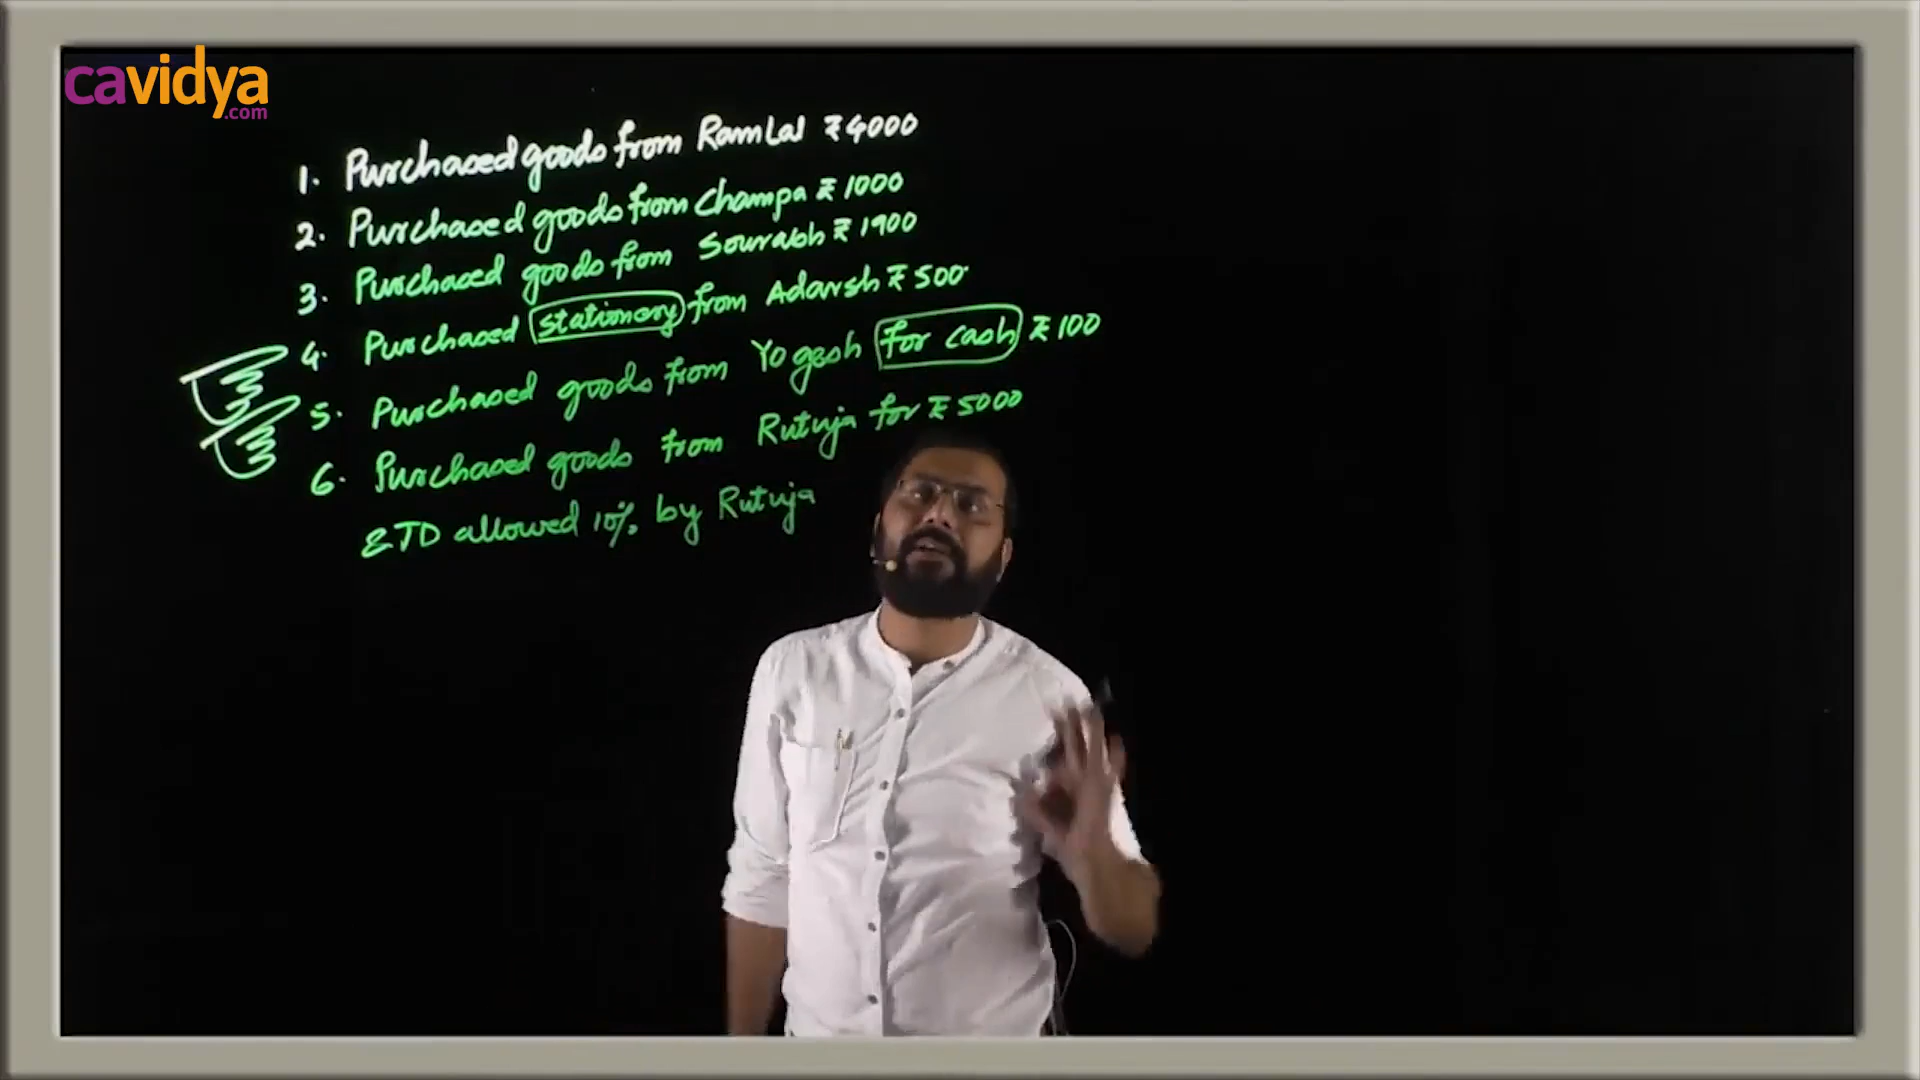 cavidya
.com
1. Purchased goods from RamLal ₹4000
2. Purchased goods from Champa ₹1000
3. Purchased goods from Sourabh ₹1900
4. Purchased stationery from Adarsh ₹500
5. Purchased goods from Yogesh for cash ₹100
6. Purchased goods from Rutuja for ₹5000
& TD allowed 10% by Rutuja